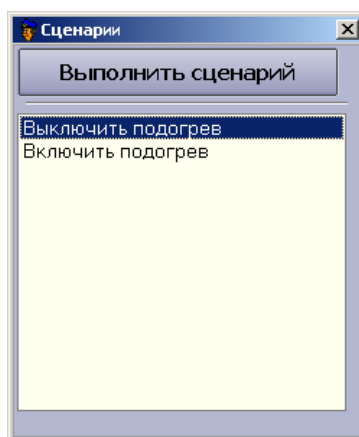 Сценарии
Выполнить сценарий
Выключить подогрев
Включить подогрев